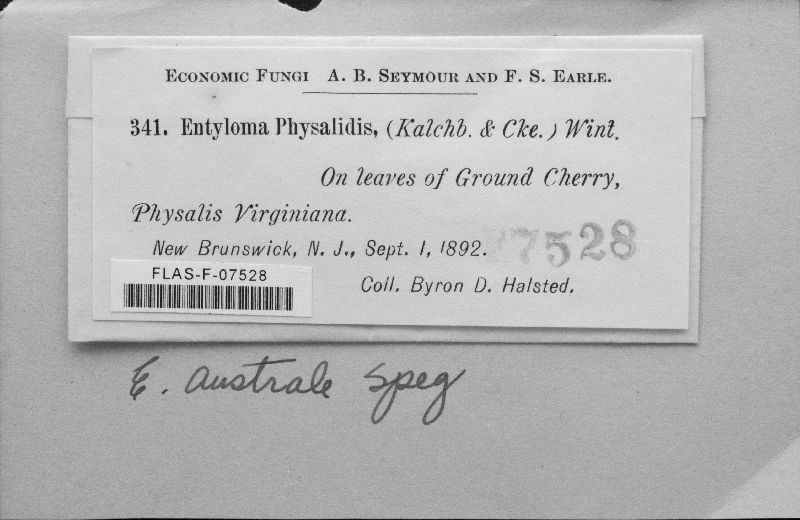 Economic Fungi A. B. Seymour and F. S. Earle.
341. Entyloma Physalidis, (Kalchb. & Cke.) Wint.
On leaves of Ground Cherry,
Physalis Virginiana.
New Brunswick, N. J., Sept. 1, 1892.
77528
FLAS-F-07528
Coll. Byron D. Halsted.
E. australe Speg